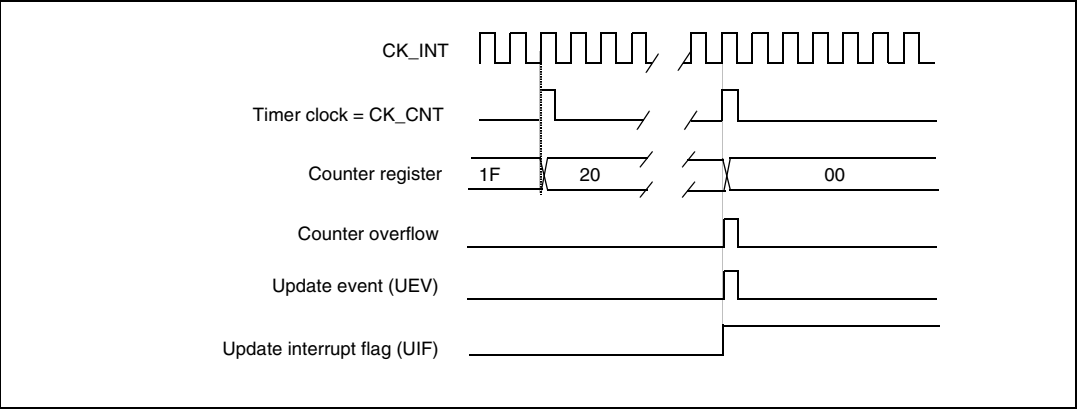 CK_INT
Timer clock = CK_CNT
Counter register 1F 20 00
Counter overflow
Update event (UEV)
Update interrupt flag (UIF)